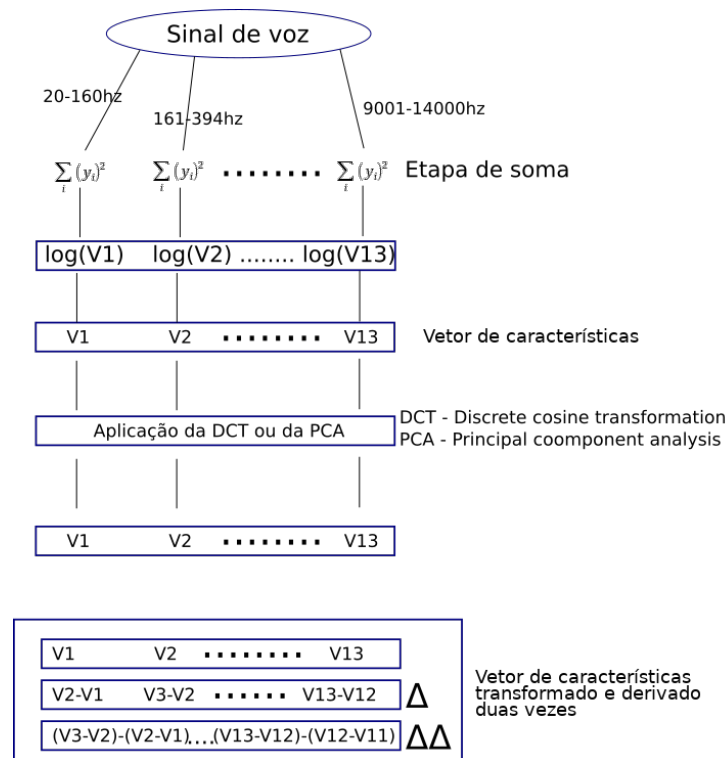 Sinal de voz
20-160hz
161-394hz
9001-14000hz
∑i (yi)² ∑i (yi)² ........ ∑i (yi)² Etapa de soma
log(V1) log(V2) ........ log(V13)
V1 V2 ........ V13 Vetor de características
Aplicação da DCT ou da PCA
DCT - Discrete cosine transformation
PCA - Principal coomponent analysis
V1 V2 ........ V13
V1 V2 ........ V13
V2-V1 V3-V2 ...... V13-V12 Δ
(V3-V2)-(V2-V1) .... (V13-V12)-(V12-V11) ΔΔ
Vetor de características
transformado e derivado
duas vezes